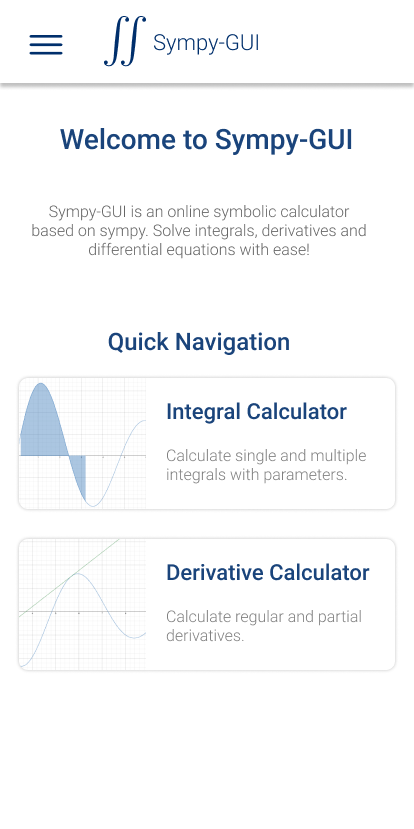 ∬ Sympy-GUI
Welcome to Sympy-GUI
Sympy-GUI is an online symbolic calculator
based on sympy. Solve integrals, derivatives and
differential equations with ease!
Quick Navigation
Integral Calculator
Calculate single and multiple
integrals with parameters.
Derivative Calculator
Calculate regular and partial
derivatives.